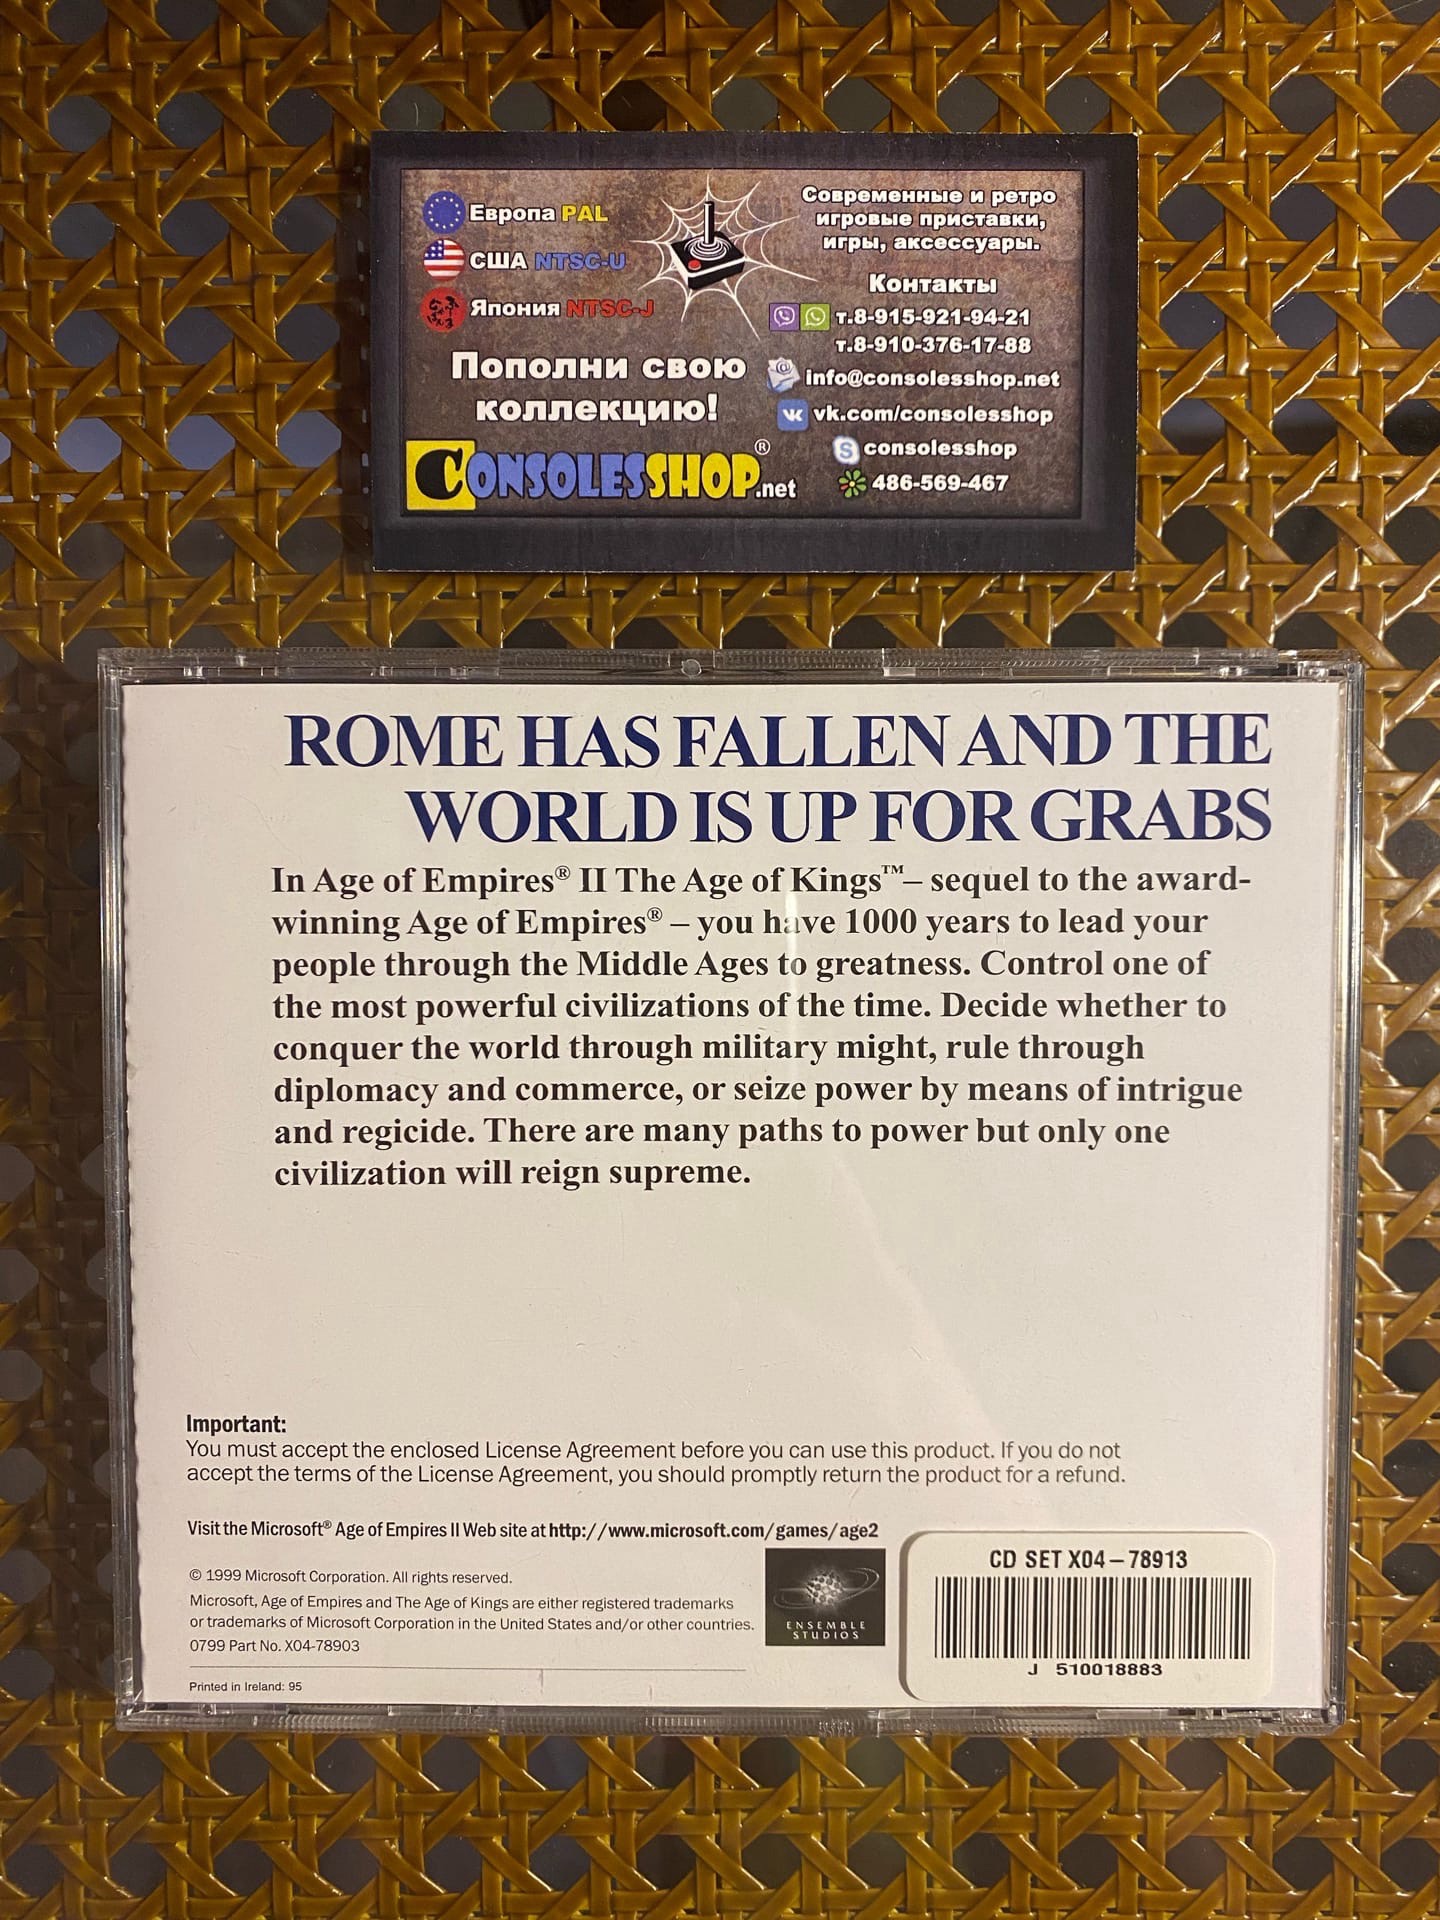 Европа PAL
США NTSC-U
Япония NTSC-J
Пополни свою
коллекцию!
CONSOLESSHOP.net®
Современные и ретро
игровые приставки,
игры, аксессуары.
Контакты
т.8-915-921-94-21
т.8-910-376-17-88
info@consolesshop.net
vk.com/consolesshop
consolesshop
486-569-467
ROME HAS FALLEN AND THE
WORLD IS UP FOR GRABS
In Age of Empires® II The Age of Kings™– sequel to the award-
winning Age of Empires® – you have 1000 years to lead your
people through the Middle Ages to greatness. Control one of
the most powerful civilizations of the time. Decide whether to
conquer the world through military might, rule through
diplomacy and commerce, or seize power by means of intrigue
and regicide. There are many paths to power but only one
civilization will reign supreme.
Important:
You must accept the enclosed License Agreement before you can use this product. If you do not
accept the terms of the License Agreement, you should promptly return the product for a refund.
Visit the Microsoft® Age of Empires II Web site at http://www.microsoft.com/games/age2
© 1999 Microsoft Corporation. All rights reserved.
Microsoft, Age of Empires and The Age of Kings are either registered trademarks
or trademarks of Microsoft Corporation in the United States and/or other countries.
0799 Part No. X04-78903
Printed in Ireland: 95
ENSEMBLE
STUDIOS
CD SET X04–78913
J 510018883